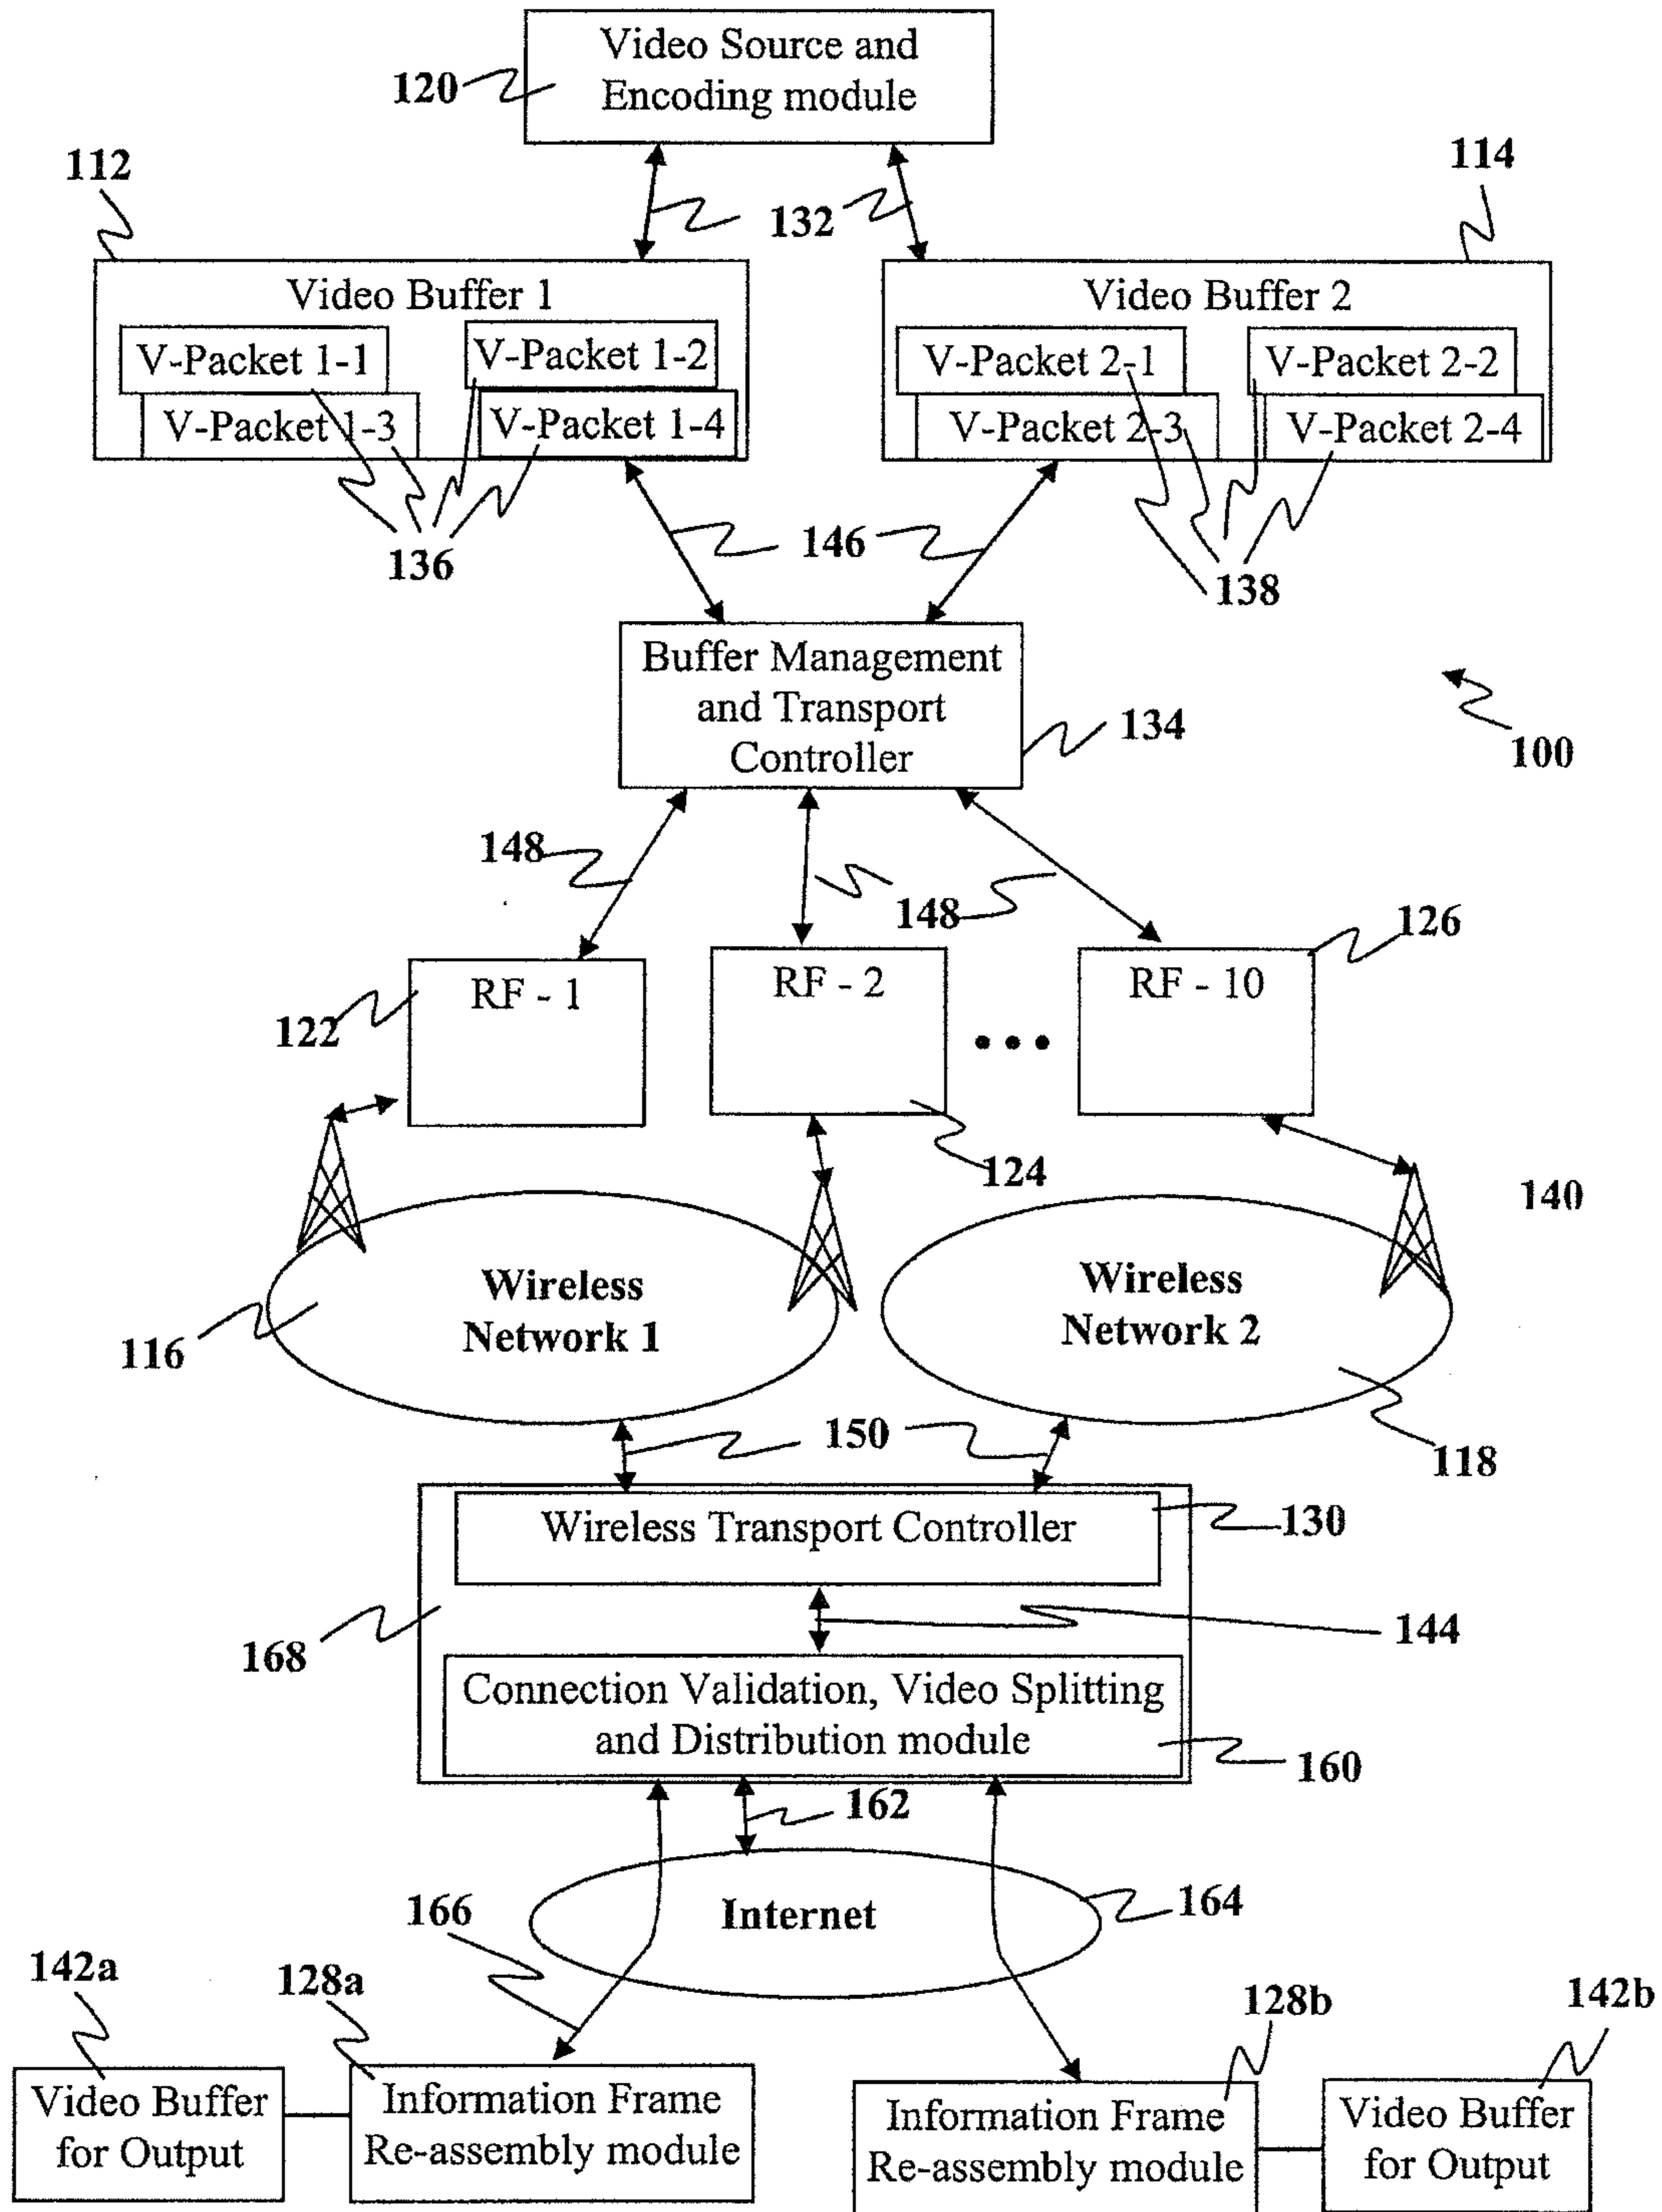 Video Source and
Encoding module
120
112
114
132
Video Buffer 1
V-Packet 1-1
V-Packet 1-2
V-Packet 1-3
V-Packet 1-4
Video Buffer 2
V-Packet 2-1
V-Packet 2-2
V-Packet 2-3
V-Packet 2-4
136
146
138
Buffer Management
and Transport
Controller
134
100
148
148
126
RF - 1
RF - 2
RF - 10
122
124
140
Wireless
Network 1
Wireless
Network 2
116
150
118
Wireless Transport Controller
130
168
144
Connection Validation, Video Splitting
and Distribution module
160
162
166
Internet
164
142a
128a
128b
142b
Video Buffer
for Output
Information Frame
Re-assembly module
Information Frame
Re-assembly module
Video Buffer
for Output